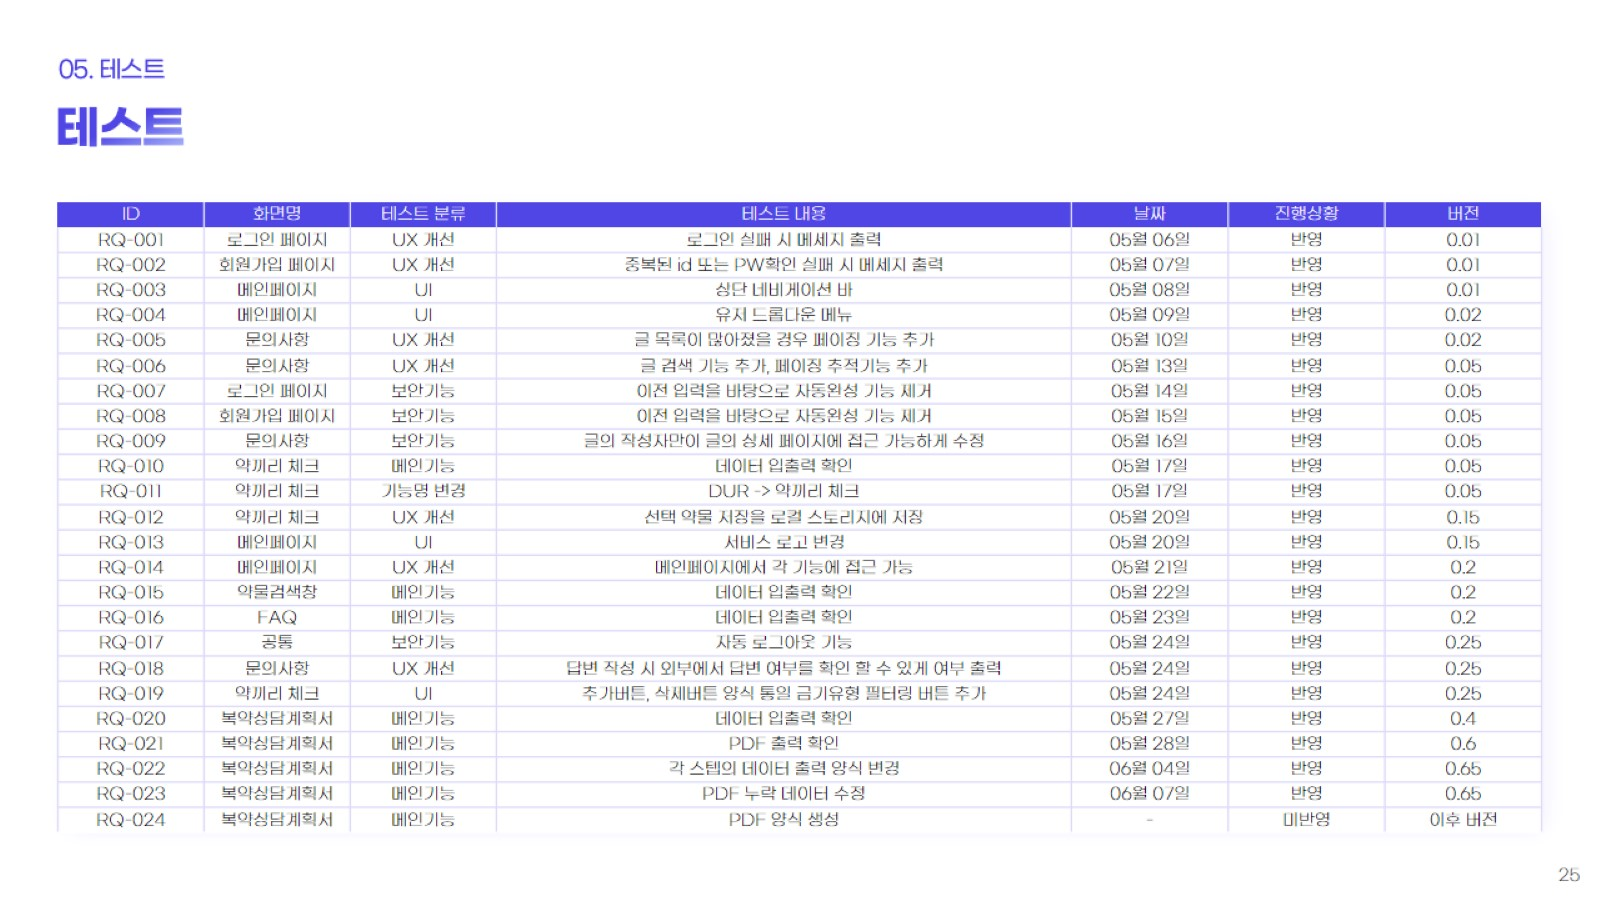 05. 테스트
테스트
ID 화면명 테스트 분류 테스트 내용 날짜 진행상황 버전
RQ-001 로그인 페이지 UX 개선 로그인 실패 시 메세지 출력 05월 06일 반영 0.01
RQ-002 회원가입 페이지 UX 개선 중복된 id 또는 PW확인 실패 시 메세지 출력 05월 07일 반영 0.01
RQ-003 메인페이지 UI 상단 네비게이션 바 05월 08일 반영 0.01
RQ-004 메인페이지 UI 유저 드롭다운 메뉴 05월 09일 반영 0.02
RQ-005 문의사항 UX 개선 글 목록이 많아졌을 경우 페이징 기능 추가 05월 10일 반영 0.02
RQ-006 문의사항 UX 개선 글 검색 기능 추가, 페이징 추적기능 추가 05월 13일 반영 0.05
RQ-007 로그인 페이지 보안기능 이전 입력을 바탕으로 자동완성 기능 제거 05월 14일 반영 0.05
RQ-008 회원가입 페이지 보안기능 이전 입력을 바탕으로 자동완성 기능 제거 05월 15일 반영 0.05
RQ-009 문의사항 보안기능 글의 작성자만이 글의 상세 페이지에 접근 가능하게 수정 05월 16일 반영 0.05
RQ-010 약끼리 체크 메인기능 데이터 입출력 확인 05월 17일 반영 0.05
RQ-011 약끼리 체크 기능명 변경 DUR -> 약끼리 체크 05월 17일 반영 0.05
RQ-012 약끼리 체크 UX 개선 선택 약물 저장을 로컬 스토리지에 저장 05월 20일 반영 0.15
RQ-013 메인페이지 UI 서비스 로고 변경 05월 20일 반영 0.15
RQ-014 메인페이지 UX 개선 메인페이지에서 각 기능에 접근 가능 05월 21일 반영 0.2
RQ-015 약물검색창 메인기능 데이터 입출력 확인 05월 22일 반영 0.2
RQ-016 FAQ 메인기능 데이터 입출력 확인 05월 23일 반영 0.2
RQ-017 공통 보안기능 자동 로그아웃 기능 05월 24일 반영 0.25
RQ-018 문의사항 UX 개선 답변 작성 시 외부에서 답변 여부를 확인 할 수 있게 여부 출력 05월 24일 반영 0.25
RQ-019 약끼리 체크 UI 추가버튼, 삭제버튼 양식 통일 금기유형 필터링 버튼 추가 05월 24일 반영 0.25
RQ-020 복약상담계획서 메인기능 데이터 입출력 확인 05월 27일 반영 0.4
RQ-021 복약상담계획서 메인기능 PDF 출력 확인 05월 28일 반영 0.6
RQ-022 복약상담계획서 메인기능 각 스텝의 데이터 출력 양식 변경 06월 04일 반영 0.65
RQ-023 복약상담계획서 메인기능 PDF 누락 데이터 수정 06월 07일 반영 0.65
RQ-024 복약상담계획서 메인기능 PDF 양식 생성 - 미반영 이후 버전
25